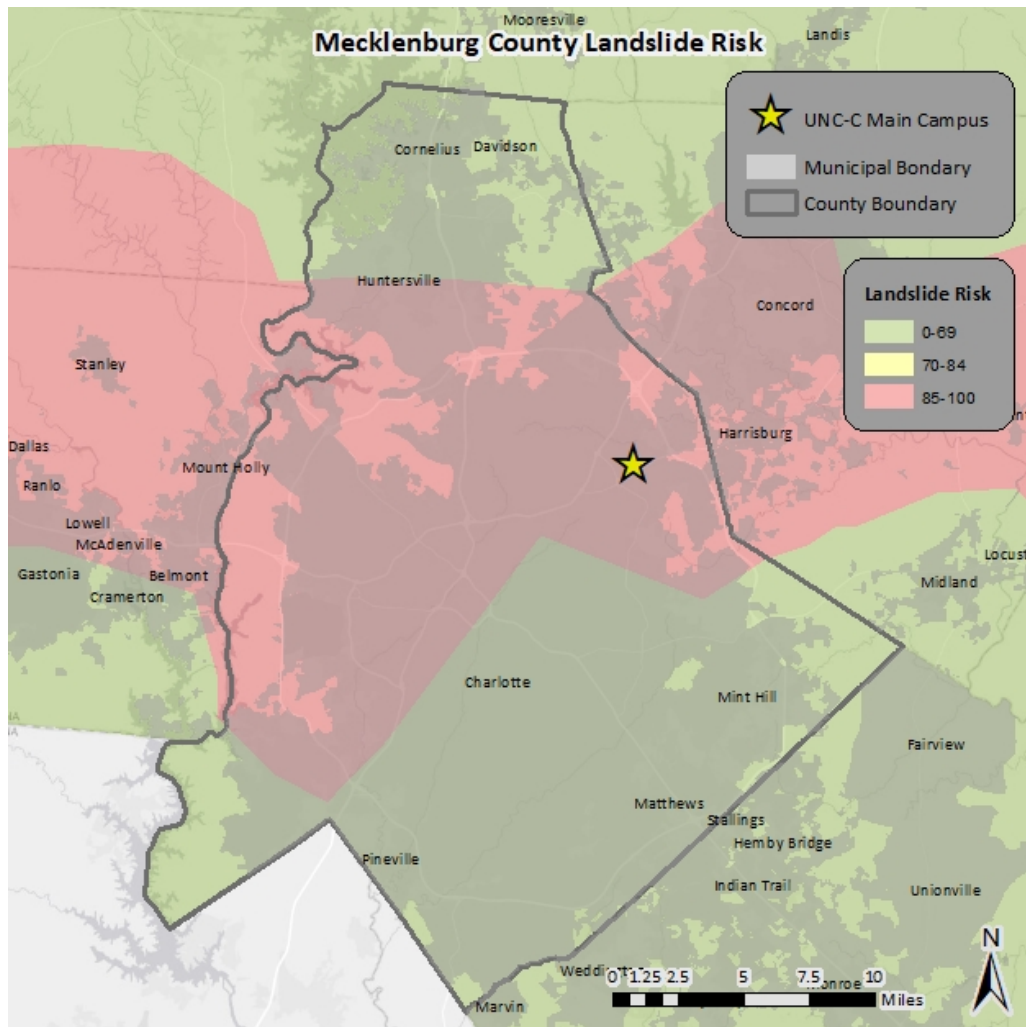 Mooresville
Landis
Mecklenburg County Landslide Risk
UNC-C Main Campus
Municipal Bondary
County Boundary
Cornelius
Davidson
Huntersville
Landslide Risk
0-69
70-84
85-100
Concord
Stanley
Harrisburg
Dallas
Mount Holly
Ranlo
Lowell
McAdenville
Belmont
Gastonia
Cramerton
Locust
Midland
Charlotte
Mint Hill
Fairview
Matthews
Stallings
Hemby Bridge
Pineville
Indian Trail
Unionville
N
Weddington
Marvin
Monroe
0 1.25 2.5 5 7.5 10
Miles